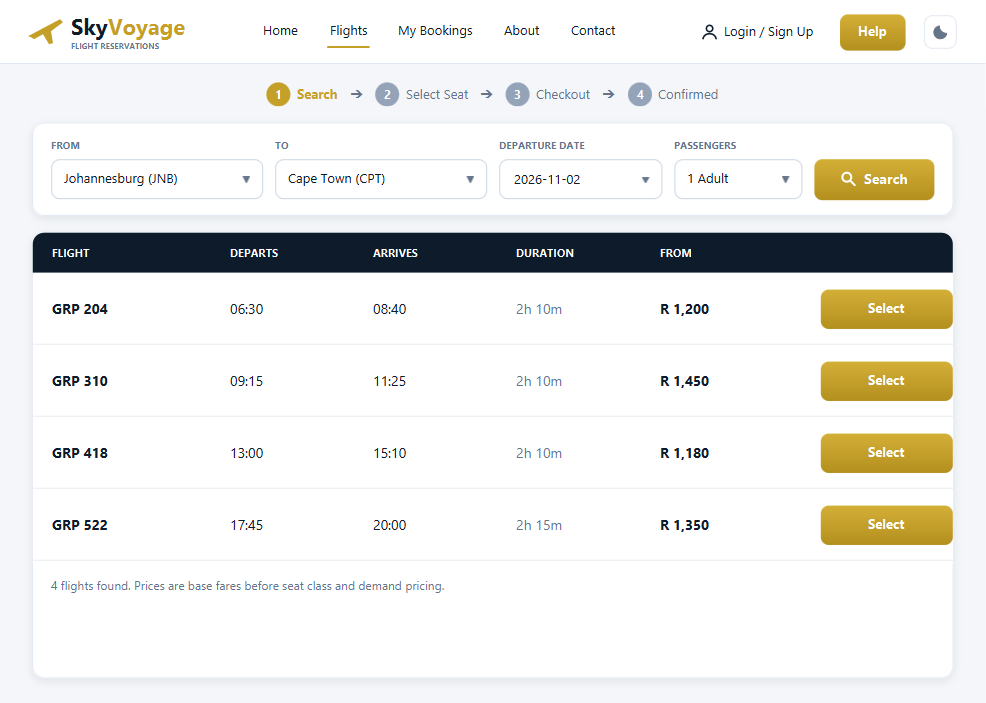 SkyVoyage
FLIGHT RESERVATIONS
Home Flights My Bookings About Contact Login / Sign Up Help
1 Search → 2 Select Seat → 3 Checkout → 4 Confirmed
FROM TO DEPARTURE DATE PASSENGERS
Johannesburg (JNB) Cape Town (CPT) 2026-11-02 1 Adult Search
FLIGHT DEPARTS ARRIVES DURATION FROM
GRP 204 06:30 08:40 2h 10m R 1,200 Select
GRP 310 09:15 11:25 2h 10m R 1,450 Select
GRP 418 13:00 15:10 2h 10m R 1,180 Select
GRP 522 17:45 20:00 2h 15m R 1,350 Select
4 flights found. Prices are base fares before seat class and demand pricing.